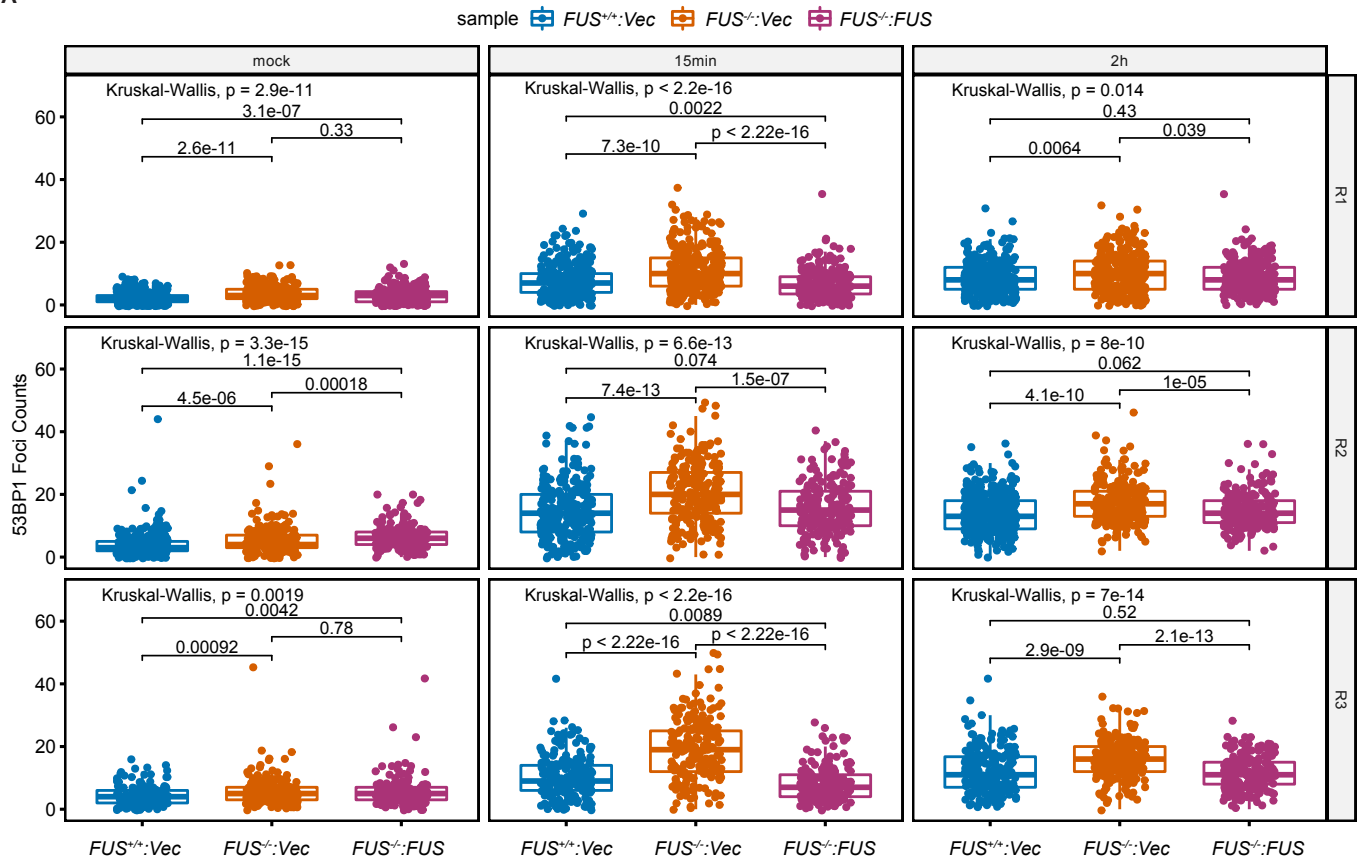 A
sample FUS+/+:Vec FUS-/-:Vec FUS-/-:FUS
mock 15min 2h
Kruskal-Wallis, p = 2.9e-11
3.1e-07
0.33
2.6e-11
Kruskal-Wallis, p < 2.2e-16
0.0022
p < 2.22e-16
7.3e-10
Kruskal-Wallis, p = 0.014
0.43
0.039
0.0064
60
40
20
0
R1
Kruskal-Wallis, p = 3.3e-15
1.1e-15
0.00018
4.5e-06
Kruskal-Wallis, p = 6.6e-13
0.074
1.5e-07
7.4e-13
Kruskal-Wallis, p = 8e-10
0.062
1e-05
4.1e-10
60
40
20
0
R2
53BP1 Foci Counts
Kruskal-Wallis, p = 0.0019
0.0042
0.78
0.00092
Kruskal-Wallis, p < 2.2e-16
0.0089
p < 2.22e-16
p < 2.22e-16
Kruskal-Wallis, p = 7e-14
0.52
2.1e-13
2.9e-09
60
40
20
0
R3
FUS+/+:Vec FUS-/-:Vec FUS-/-:FUS FUS+/+:Vec FUS-/-:Vec FUS-/-:FUS FUS+/+:Vec FUS-/-:Vec FUS-/-:FUS